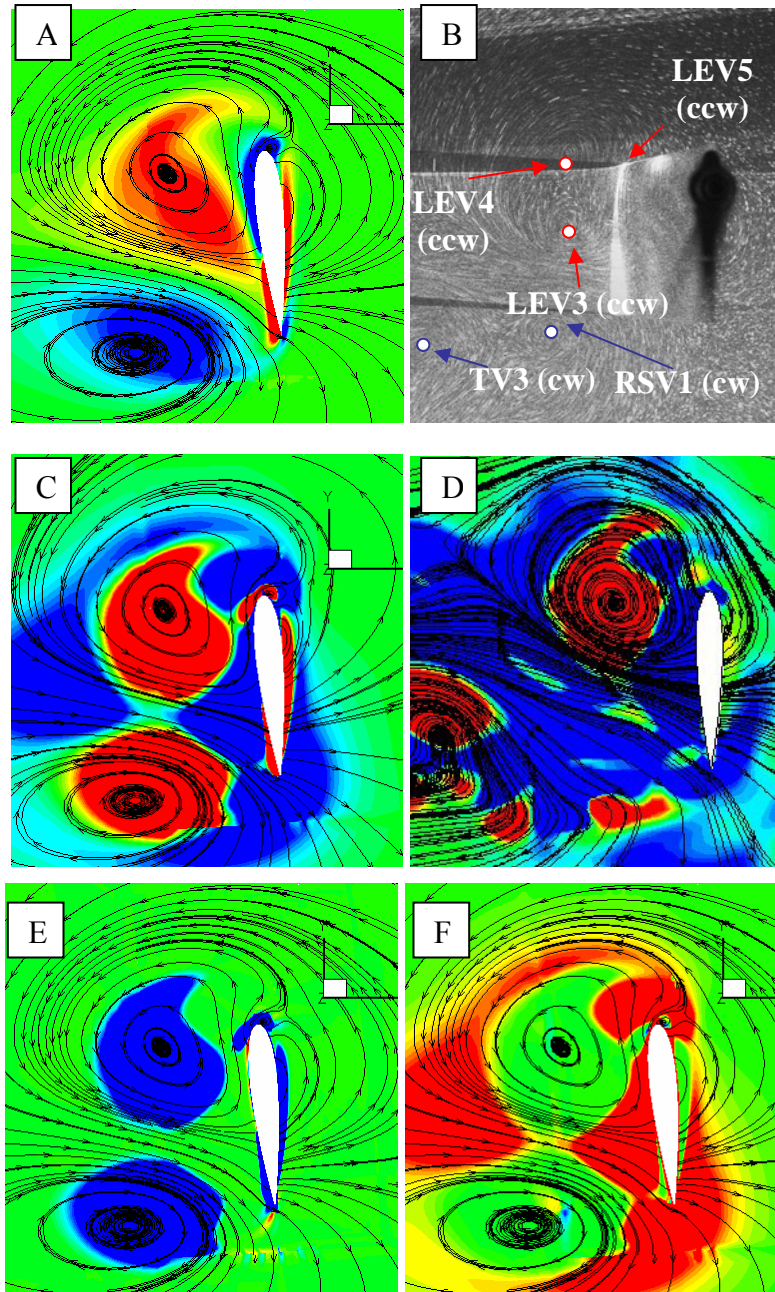 A
B
LEV5
(ccw)
LEV4
(ccw)
LEV3 (ccw)
TV3 (cw)
RSV1 (cw)
C
Y
D
E
F